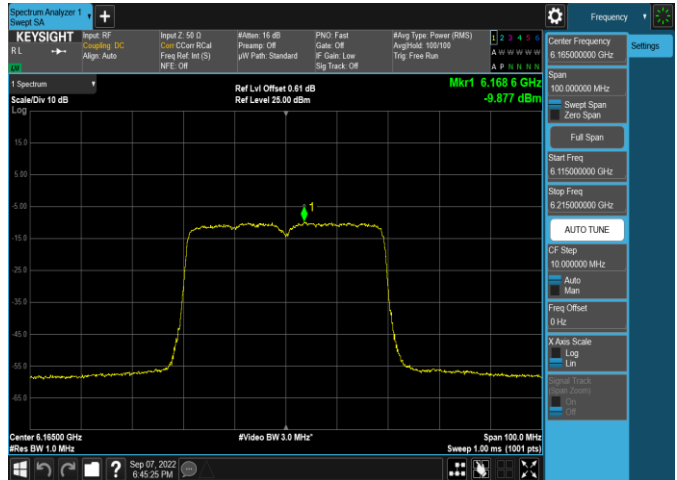 Spectrum Analyzer 1
Swept SA
+
Frequency
KEYSIGHT
RL
Input: RF
Coupling: DC
Align: Auto
Input Z: 50 Ω
Corr CCorr RCal
Freq Ref: Int (S)
NFE: Off
#Atten: 16 dB
Preamp: Off
µW Path: Standard
PNO: Fast
Gate: Off
IF Gain: Low
Sig Track: Off
#Avg Type: Power (RMS)
Avg|Hold: 100/100
Trig: Free Run
1 2 3 4 5 6
A W W W W W
A P N N N N
1 Spectrum
Scale/Div 10 dB
Log
Ref Lvl Offset 0.61 dB
Ref Level 25.00 dBm
Mkr1 6.168 6 GHz
-9.877 dBm
15.0
5.00
-5.00
-15.0
-25.0
-35.0
-45.0
-55.0
-65.0
1
Center 6.16500 GHz
#Res BW 1.0 MHz
#Video BW 3.0 MHz*
Span 100.0 MHz
Sweep 1.00 ms (1001 pts)
Sep 07, 2022
6:45:25 PM
?
Center Frequency
6.165000000 GHz
Settings
Span
100.000000 MHz
Swept Span
Zero Span
Full Span
Start Freq
6.115000000 GHz
Stop Freq
6.215000000 GHz
AUTO TUNE
CF Step
10.000000 MHz
Auto
Man
Freq Offset
0 Hz
X Axis Scale
Log
Lin
Signal Track
(Span Zoom)
On
Off